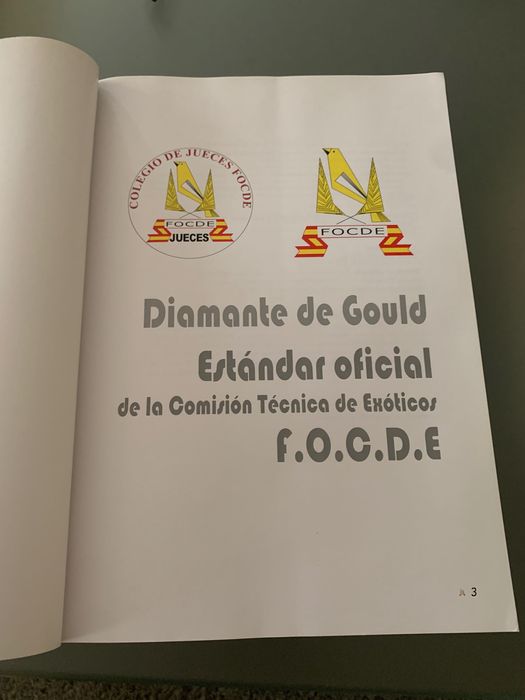 COLEGIO DE JUECES FOCDE
FOCDE
JUECES
FOCDE
Diamante de Gould
Estándar oficial
de la Comisión Técnica de Exóticos
F.O.C.D.E
3